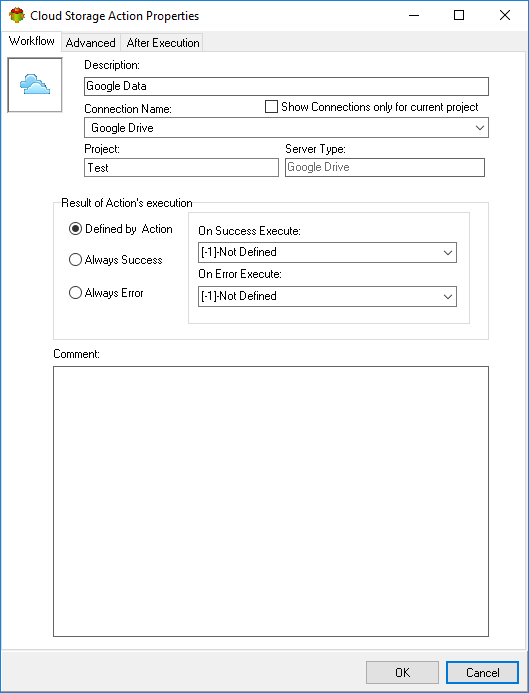 Cloud Storage Action Properties
Workflow Advanced After Execution
Description:
Google Data
Connection Name: Show Connections only for current project
Google Drive
Project: Server Type:
Test Google Drive
Result of Action's execution
Defined by Action
On Success Execute:
[-1]-Not Defined
Always Success
On Error Execute:
[-1]-Not Defined
Always Error
Comment:
OK Cancel